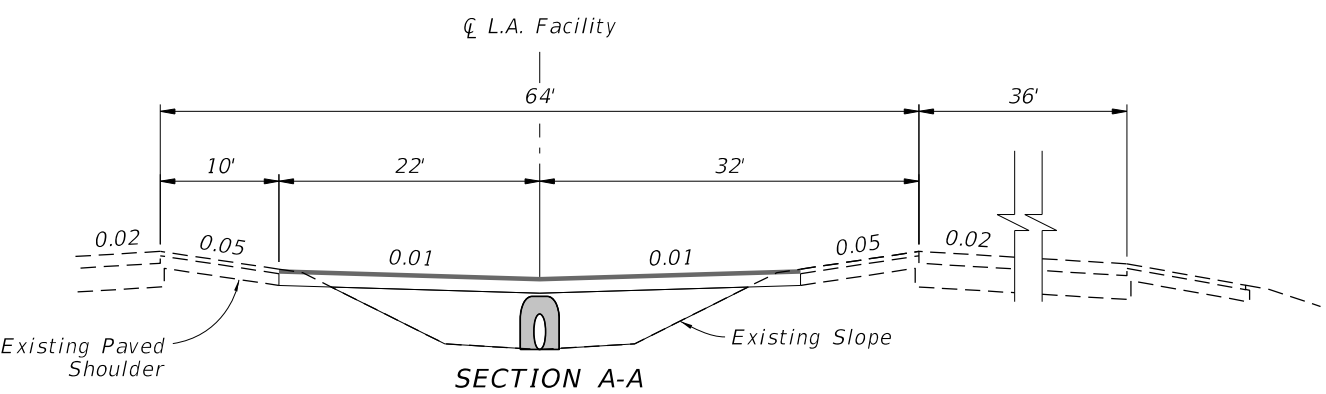 ℄ L.A. Facility
64'
36'
10'
22'
32'
0.02
0.05
0.01
0.01
0.05
0.02
Existing Paved
Shoulder
Existing Slope
SECTION A-A